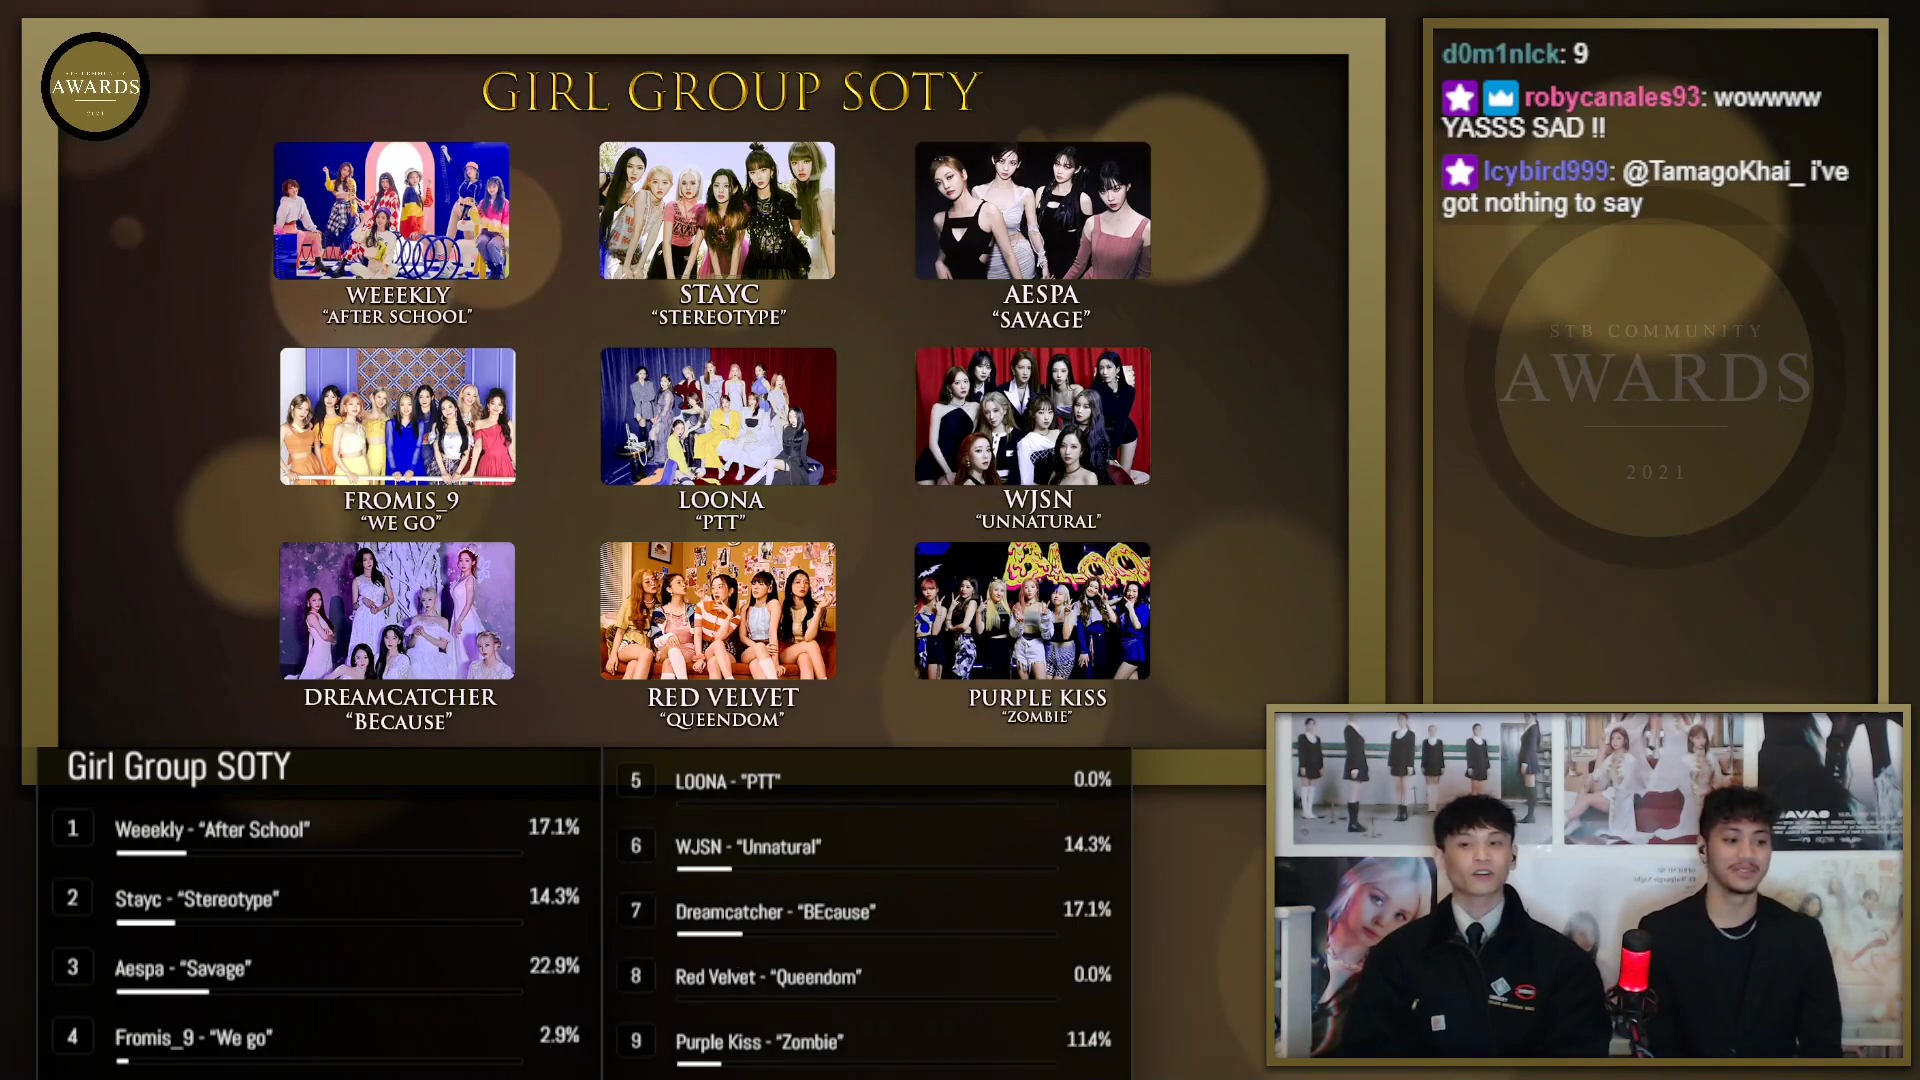 STB COMMUNITY
AWARDS
2021
GIRL GROUP SOTY
WEEEKLY
“AFTER SCHOOL”
STAYC
“STEREOTYPE”
AESPA
“SAVAGE”
FROMIS_9
“WE GO”
LOONA
“PTT”
WJSN
“UNNATURAL”
DREAMCATCHER
“BECAUSE”
RED VELVET
“QUEENDOM”
PURPLE KISS
“ZOMBIE”
Girl Group SOTY
1 Weeekly - “After School” 17.1%
2 Stayc - “Stereotype” 14.3%
3 Aespa - “Savage” 22.9%
4 Fromis_9 - “We go” 2.9%
5 LOONA - "PTT" 0.0%
6 WJSN - “Unnatural” 14.3%
7 Dreamcatcher - “BEcause” 17.1%
8 Red Velvet - “Queendom” 0.0%
9 Purple Kiss - “Zombie” 11.4%
d0m1nIck: 9
robycanales93: wowwww
YASSS SAD !!
Icybird999: @TamagoKhai_ i've
got nothing to say
STB COMMUNITY
AWARDS
2021